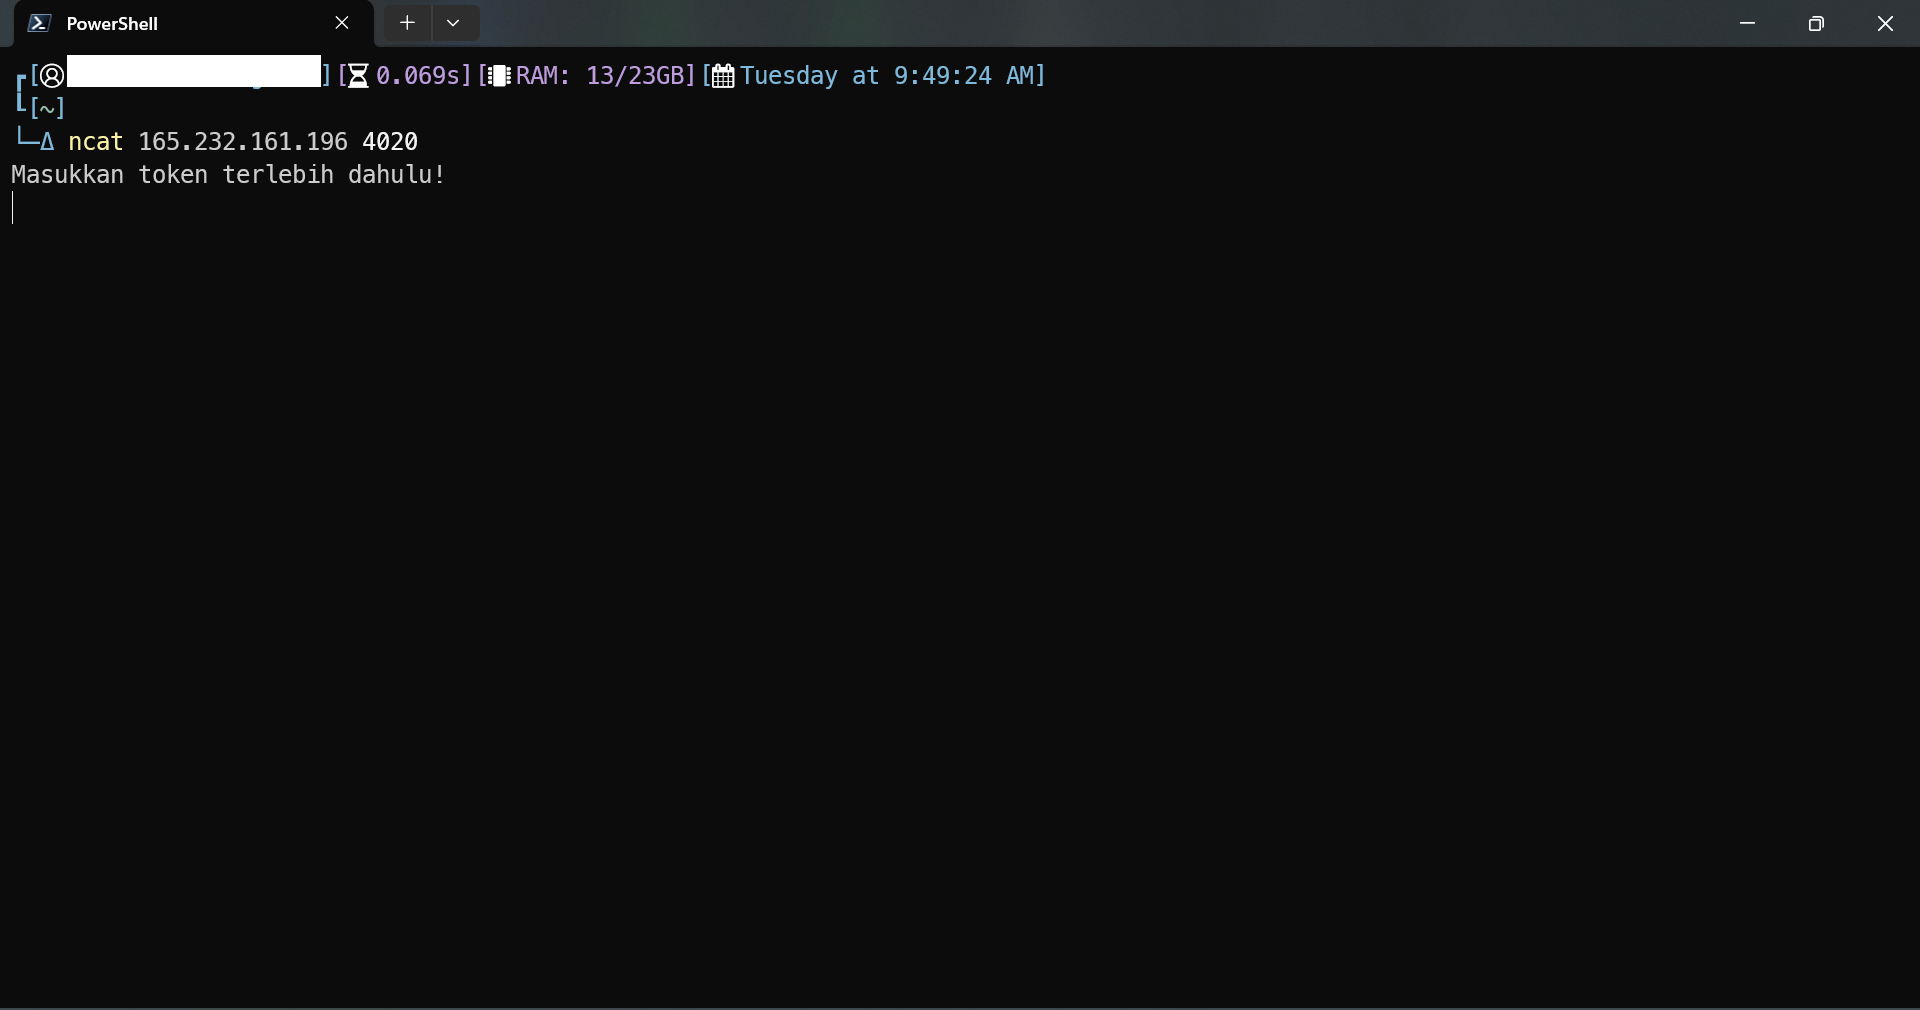 PowerShell
[ ][ 0.069s][ RAM: 13/23GB][ Tuesday at 9:49:24 AM]
[~]
Δ ncat 165.232.161.196 4020
Masukkan token terlebih dahulu!